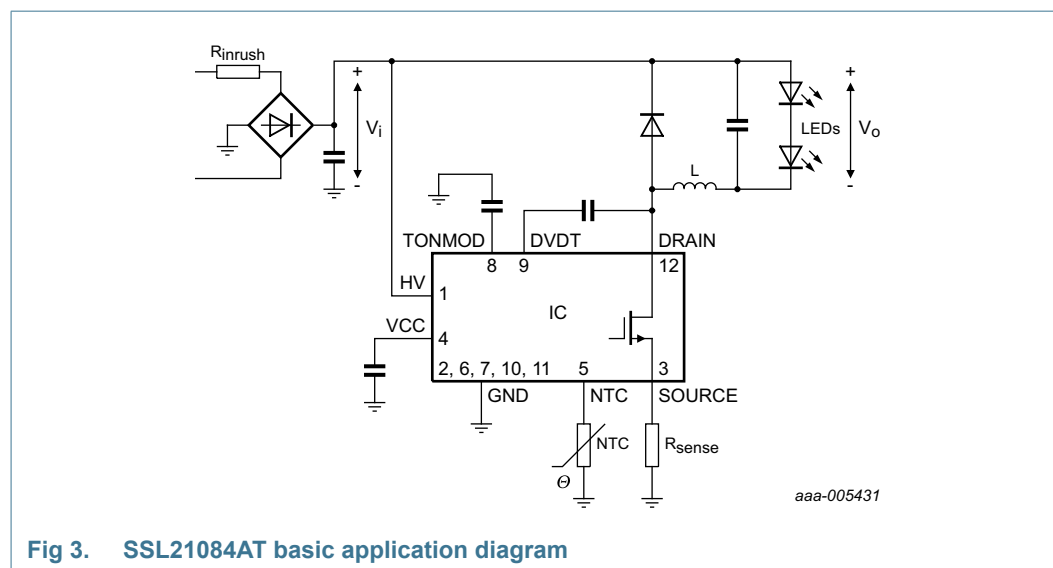 Rinrush
+
Vi
-
+
LEDs
Vo
-
L
TONMOD
DVDT
DRAIN
8
9
12
HV
1
IC
VCC
4
2, 6, 7, 10, 11
5
3
GND
NTC
SOURCE
NTC
Rsense
Θ
aaa-005431
Fig 3. SSL21084AT basic application diagram